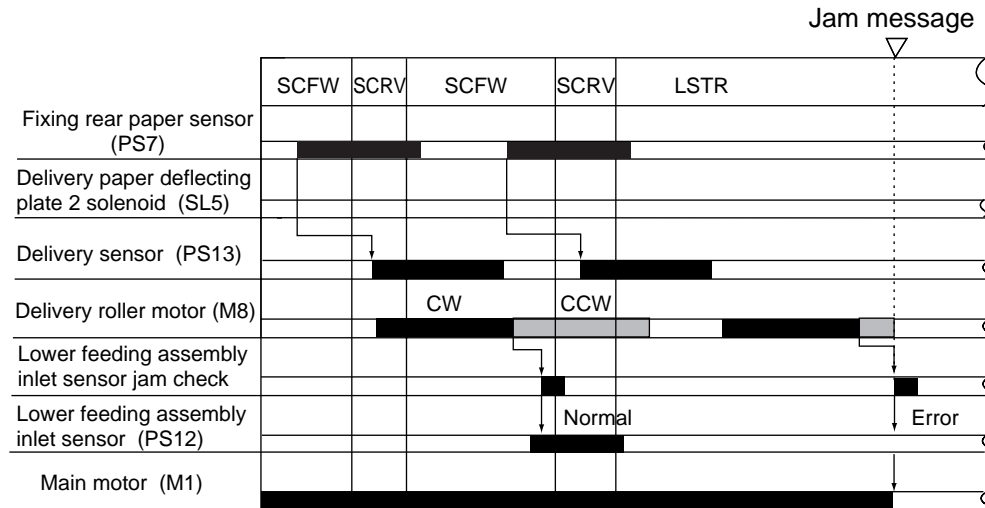 Jam message
SCFW SCRV SCFW SCRV LSTR
Fixing rear paper sensor
(PS7)
Delivery paper deflecting
plate 2 solenoid (SL5)
Delivery sensor (PS13)
Delivery roller motor (M8)
CW CCW
Lower feeding assembly
inlet sensor jam check
Lower feeding assembly
inlet sensor (PS12)
Normal Error
Main motor (M1)